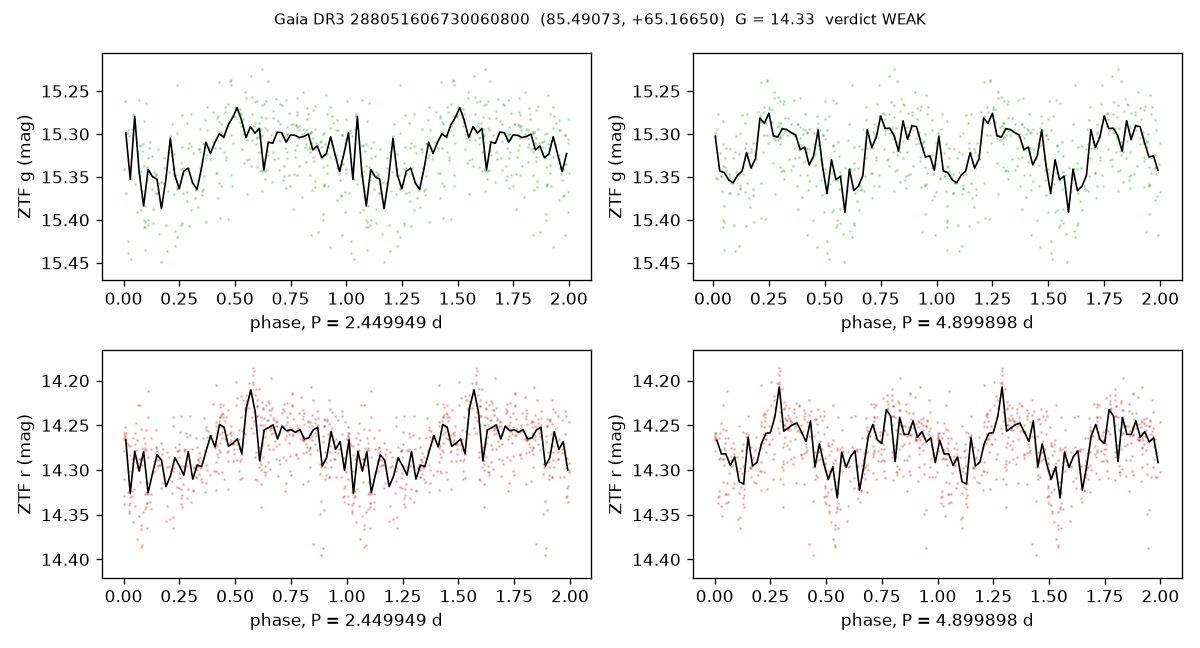 Gaia DR3 288051606730060800  (85.49073, +65.16650)  G = 14.33  verdict WEAK
ZTF g (mag)
15.25
15.30
15.35
15.40
15.45
0.00 0.25 0.50 0.75 1.00 1.25 1.50 1.75 2.00
phase, P = 2.449949 d
ZTF g (mag)
15.25
15.30
15.35
15.40
15.45
0.00 0.25 0.50 0.75 1.00 1.25 1.50 1.75 2.00
phase, P = 4.899898 d
ZTF r (mag)
14.20
14.25
14.30
14.35
14.40
0.00 0.25 0.50 0.75 1.00 1.25 1.50 1.75 2.00
phase, P = 2.449949 d
ZTF r (mag)
14.20
14.25
14.30
14.35
14.40
0.00 0.25 0.50 0.75 1.00 1.25 1.50 1.75 2.00
phase, P = 4.899898 d